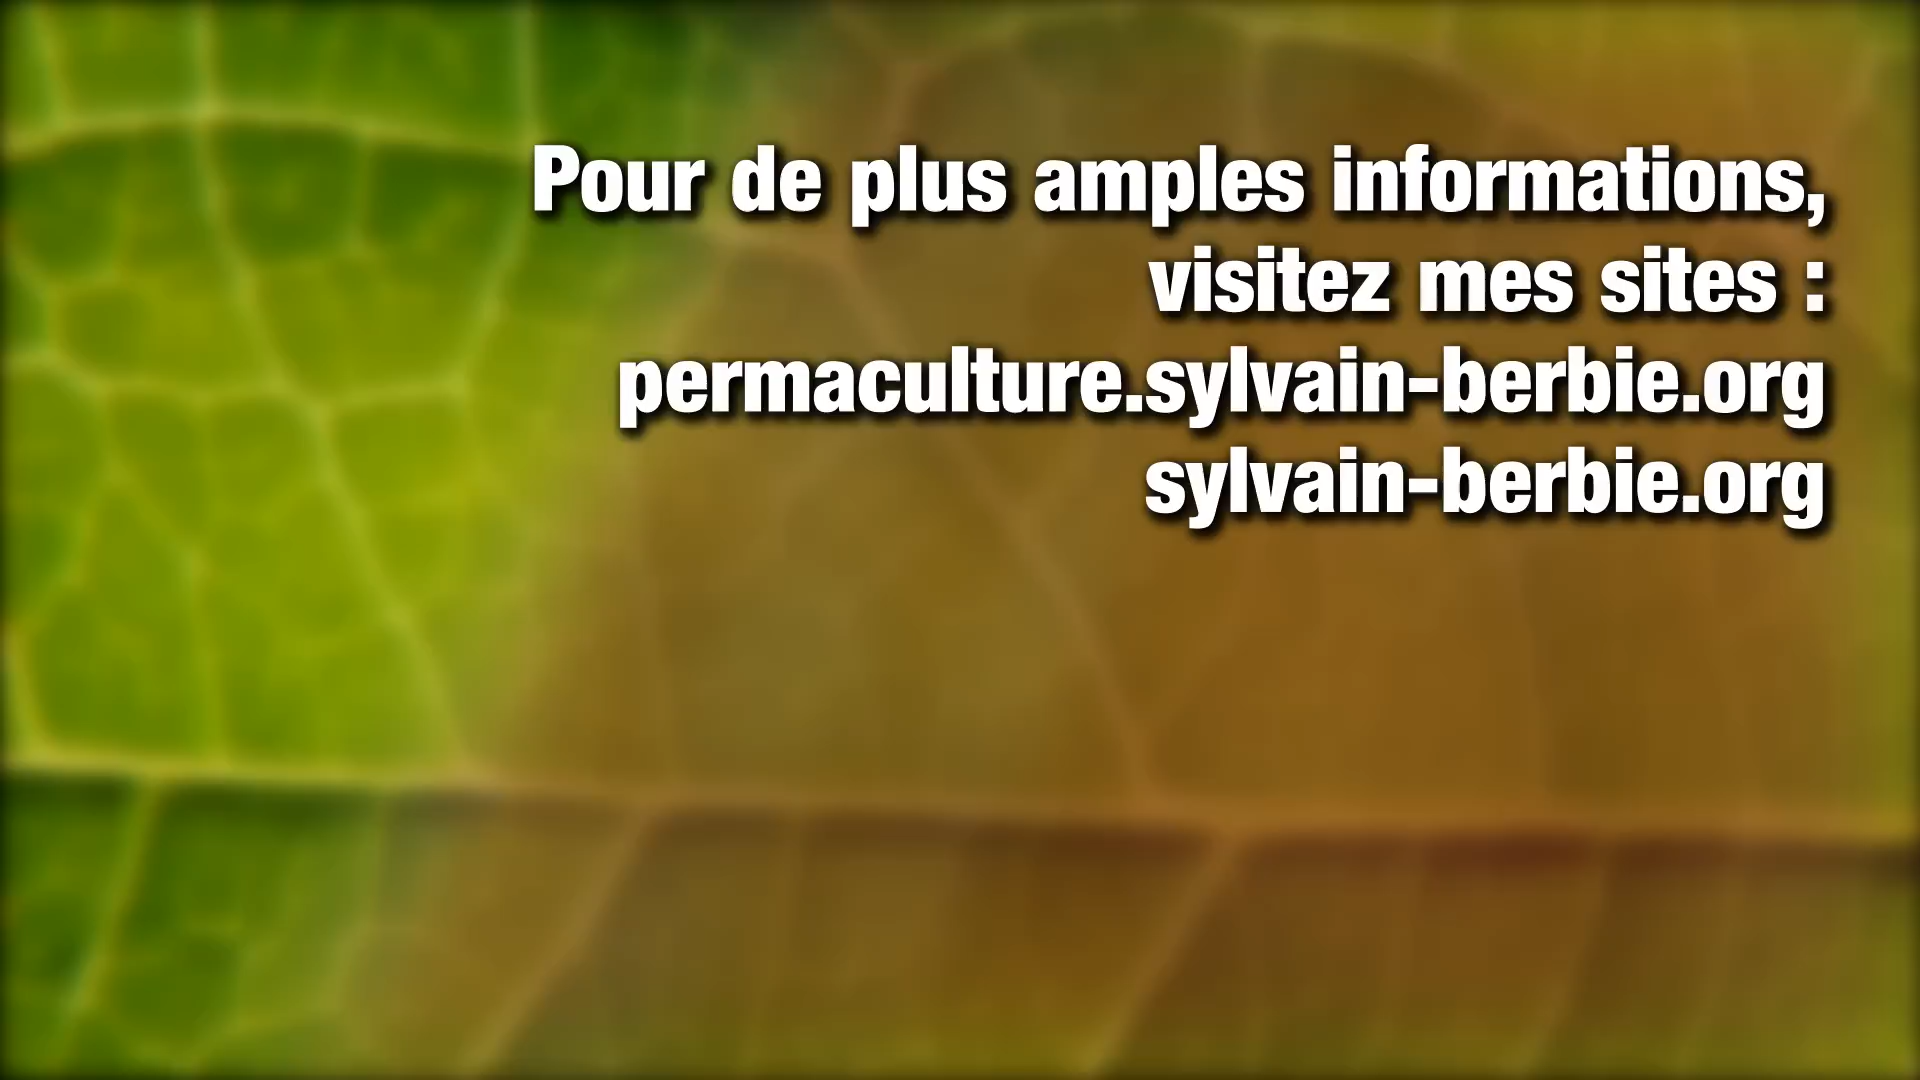 Pour de plus amples informations,
visitez mes sites :
permaculture.sylvain-berbie.org
sylvain-berbie.org